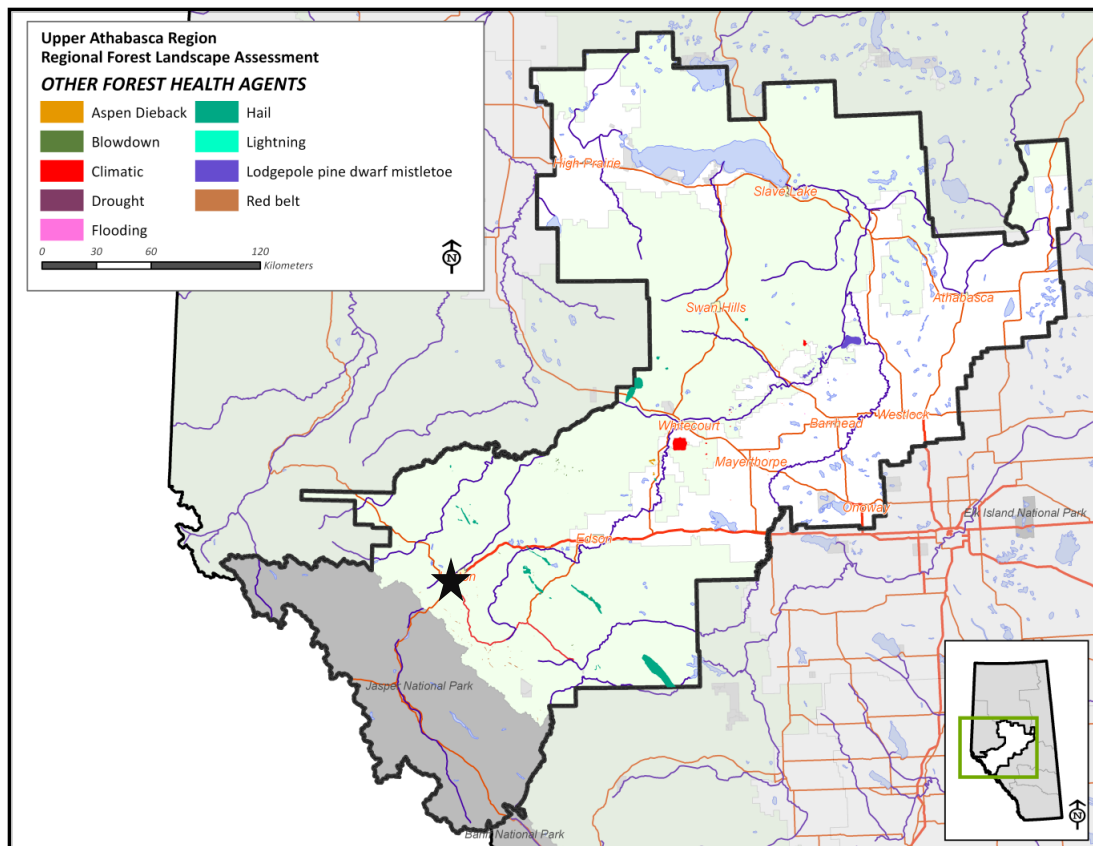 Upper Athabasca Region
Regional Forest Landscape Assessment
OTHER FOREST HEALTH AGENTS
Aspen Dieback
Hail
Blowdown
Lightning
Climatic
Lodgepole pine dwarf mistletoe
Drought
Red belt
Flooding
0 30 60 120
Kilometers
N
High Prairie
Slave Lake
Swan Hills
Athabasca
Whitecourt
Barrhead
Westlock
Mayerthorpe
Onoway
Elk Island National Park
Edson
Jasper National Park
Banff National Park
N